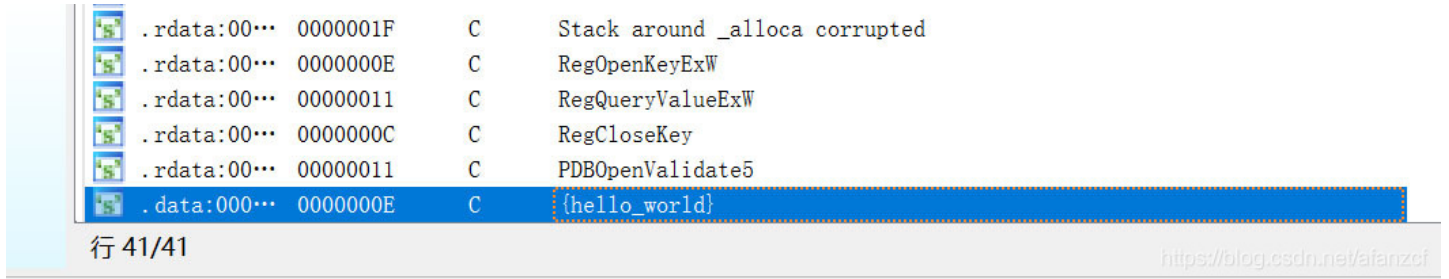 .rdata:00… 0000001F C Stack around _alloca corrupted
.rdata:00… 0000000E C RegOpenKeyExW
.rdata:00… 00000011 C RegQueryValueExW
.rdata:00… 0000000C C RegCloseKey
.rdata:00… 00000011 C PDBOpenValidate5
.data:000… 0000000E C {hello_world}
行 41/41
https://blog.csdn.net/afanzcf